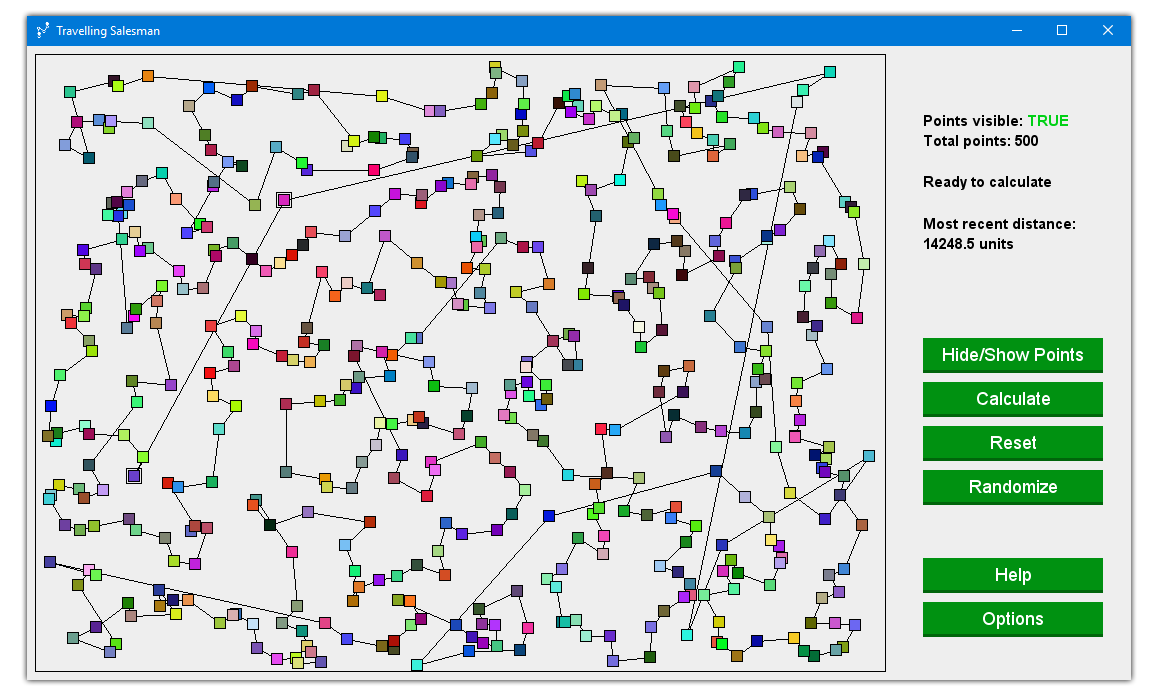 Travelling Salesman
Points visible: TRUE
Total points: 500
Ready to calculate
Most recent distance:
14248.5 units
Hide/Show Points
Calculate
Reset
Randomize
Help
Options